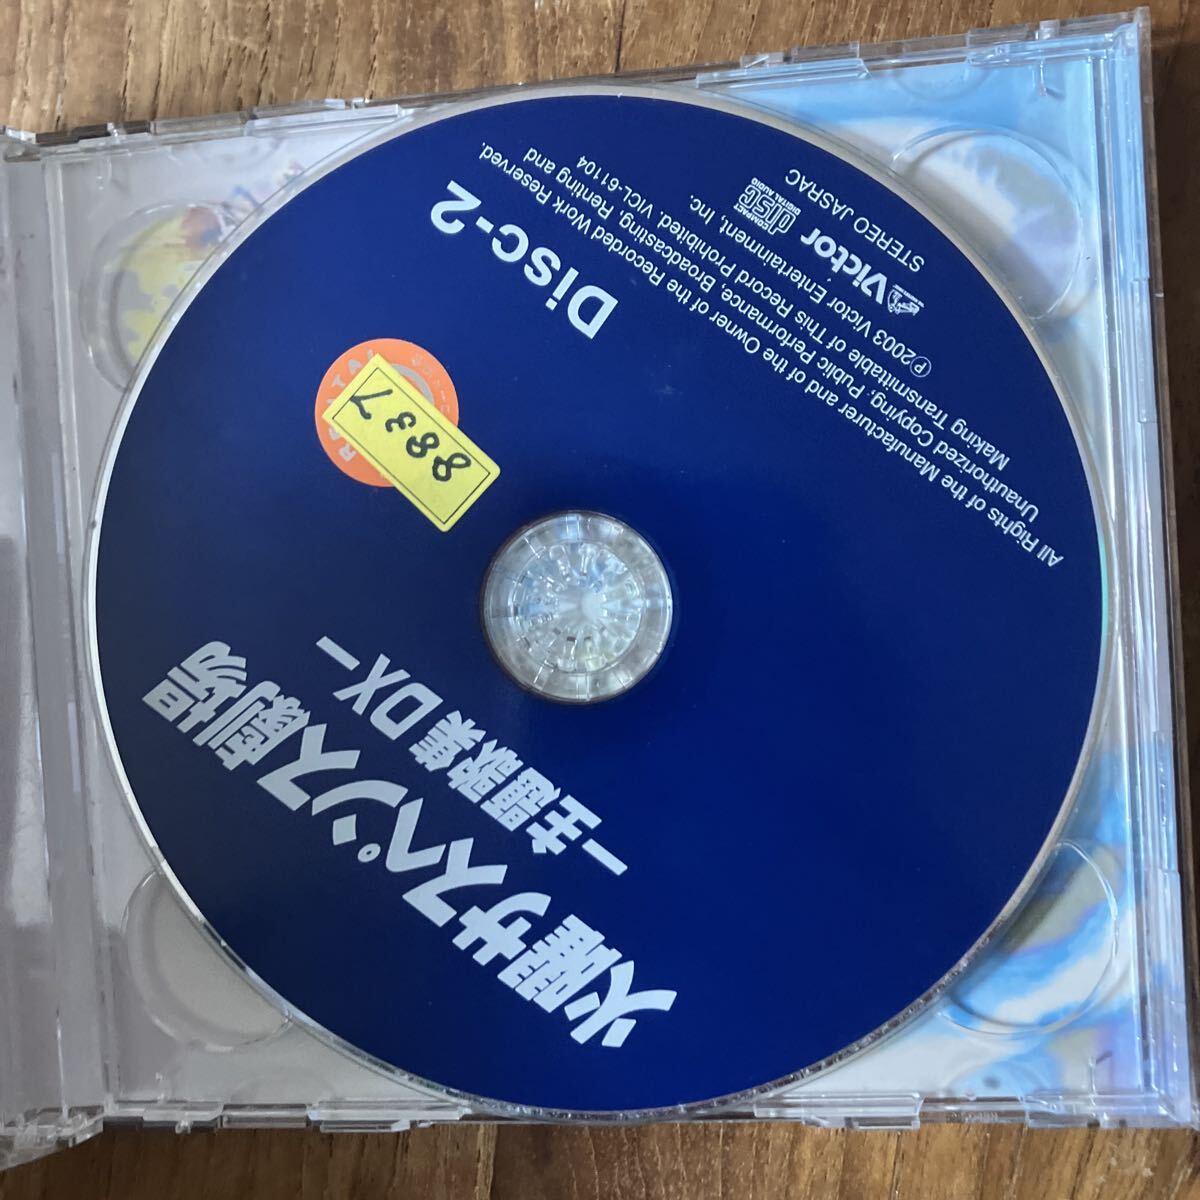 火曜サスペンス劇場
ー主題歌集 DXー
8837
Disc-2
All Rights of the Manufacturer and of the Owner of the Recorded Work Reserved.
Unauthorized Copying, Public Performance, Broadcasting, Renting and
Making Transmittable of This Record Prohibited. VICL-61104
Ⓟ2003 Victor Entertainment, Inc.
Victor
COMPACT
disc
DIGITAL AUDIO
STEREO JASRAC